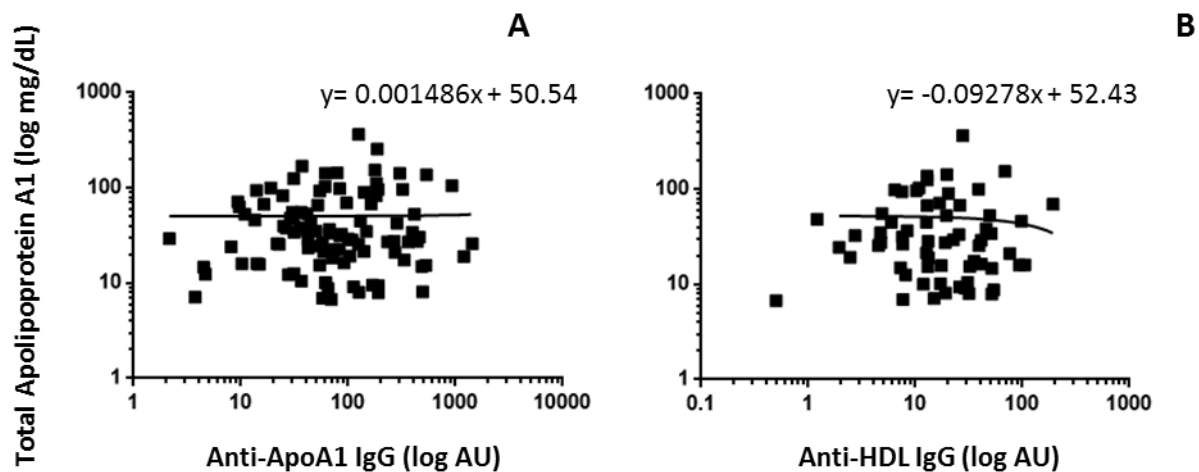 A
B
Total Apolipoprotein A1 (log mg/dL)
y= 0.001486x + 50.54
1000
100
10
1
1 10 100 1000 10000
Anti-ApoA1 IgG (log AU)
y= -0.09278x + 52.43
1000
100
10
1
0.1 1 10 100 1000
Anti-HDL IgG (log AU)